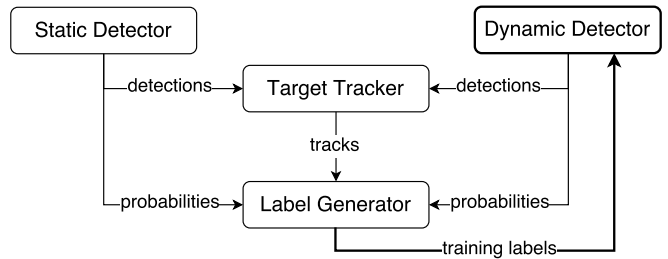 Static Detector
Dynamic Detector
detections
Target Tracker
detections
tracks
probabilities
Label Generator
probabilities
training labels